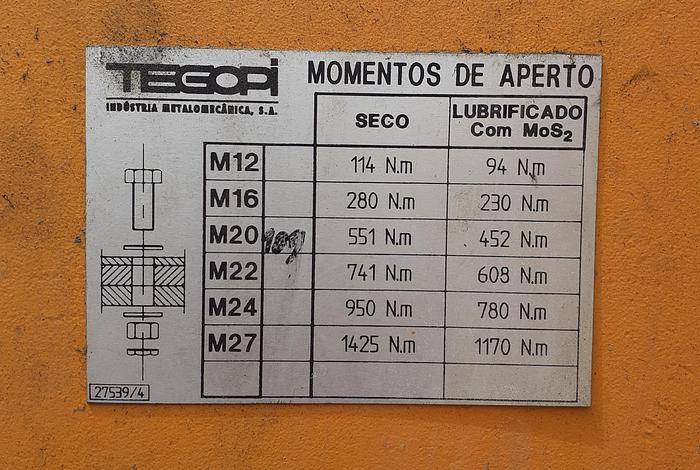 TEGOPI
INDÚSTRIA METALOMECÂNICA, S.A.
MOMENTOS DE APERTO
SECO LUBRIFICADO Com MoS₂
M12 114 N.m 94 N.m
M16 280 N.m 230 N.m
M20 551 N.m 452 N.m
M22 741 N.m 608 N.m
M24 950 N.m 780 N.m
M27 1425 N.m 1170 N.m
27539/4